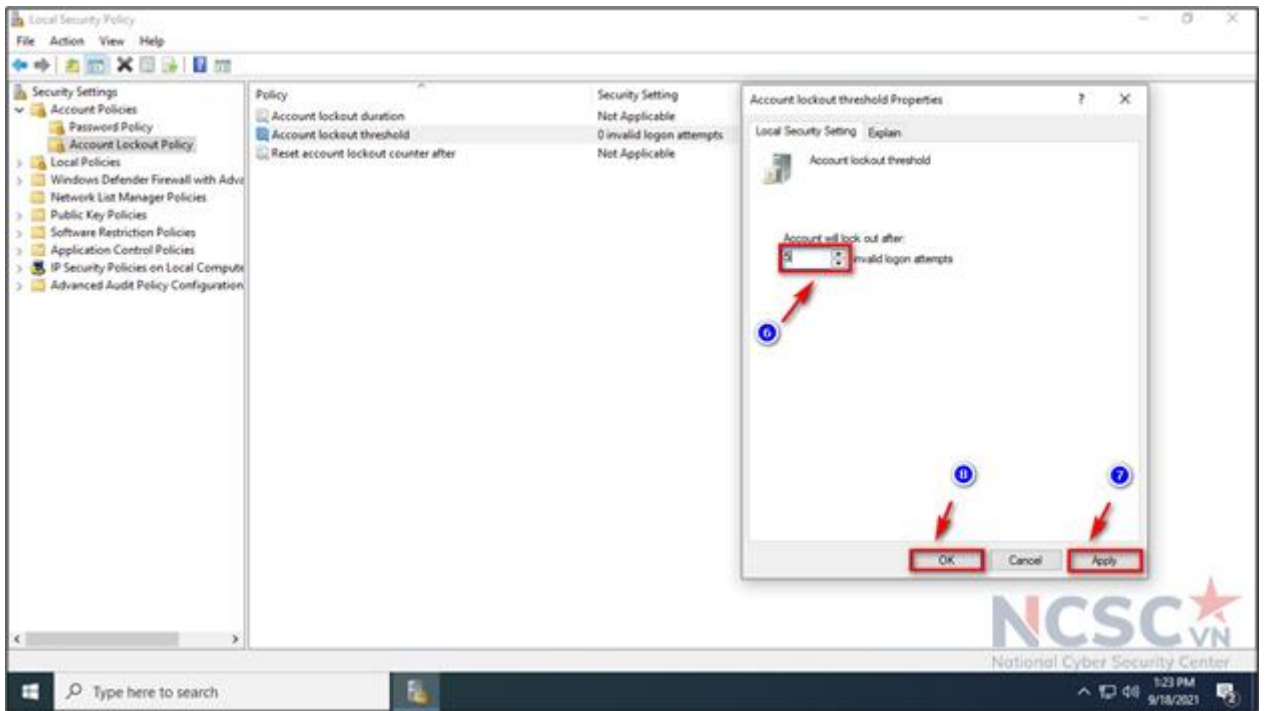 Local Security Policy
File Action View Help
Security Settings
Account Policies
Password Policy
Account Lockout Policy
Local Policies
Windows Defender Firewall with Adva
Network List Manager Policies
Public Key Policies
Software Restriction Policies
Application Control Policies
IP Security Policies on Local Compute
Advanced Audit Policy Configuration
Policy Security Setting
Account lockout duration Not Applicable
Account lockout threshold 0 invalid logon attempts
Reset account lockout counter after Not Applicable
Account lockout threshold Properties ? X
Local Security Setting Explain
Account lockout threshold
Account will lock out after:
5 invalid logon attempts
6
8 7
OK Cancel Apply
NCSC VN
National Cyber Security Center
Type here to search
1:23 PM
9/18/2021
2